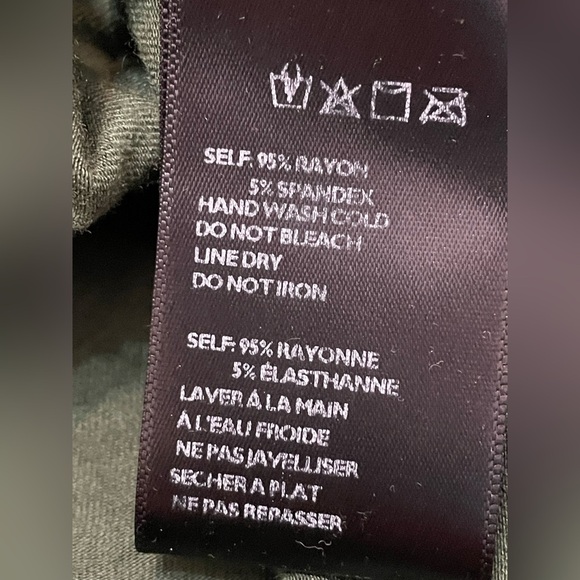 SELF: 95% RAYON
5% SPANDEX
HAND WASH COLD
DO NOT BLEACH
LINE DRY
DO NOT IRON
SELF: 95% RAYONNE
5% ÉLASTHANNE
LAVER À LA MAIN
À L'EAU FROIDE
NE PAS JAVELLISER
SECHER A PLAT
NE PAS REPASSER